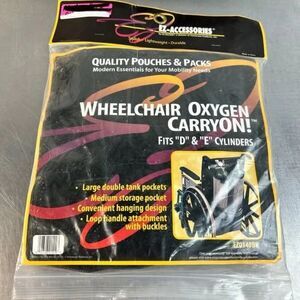 EZ-ACCESSORIES
Lightweight - Durable
QUALITY POUCHES & PACKS
Modern Essentials for Your Mobility Needs
WHEELCHAIR OXYGEN
CARRYON!™
FITS "D" & "E" CYLINDERS
• Large double tank pockets
• Medium storage pocket
• Convenient hanging design
• Loop handle attachment
with buckles